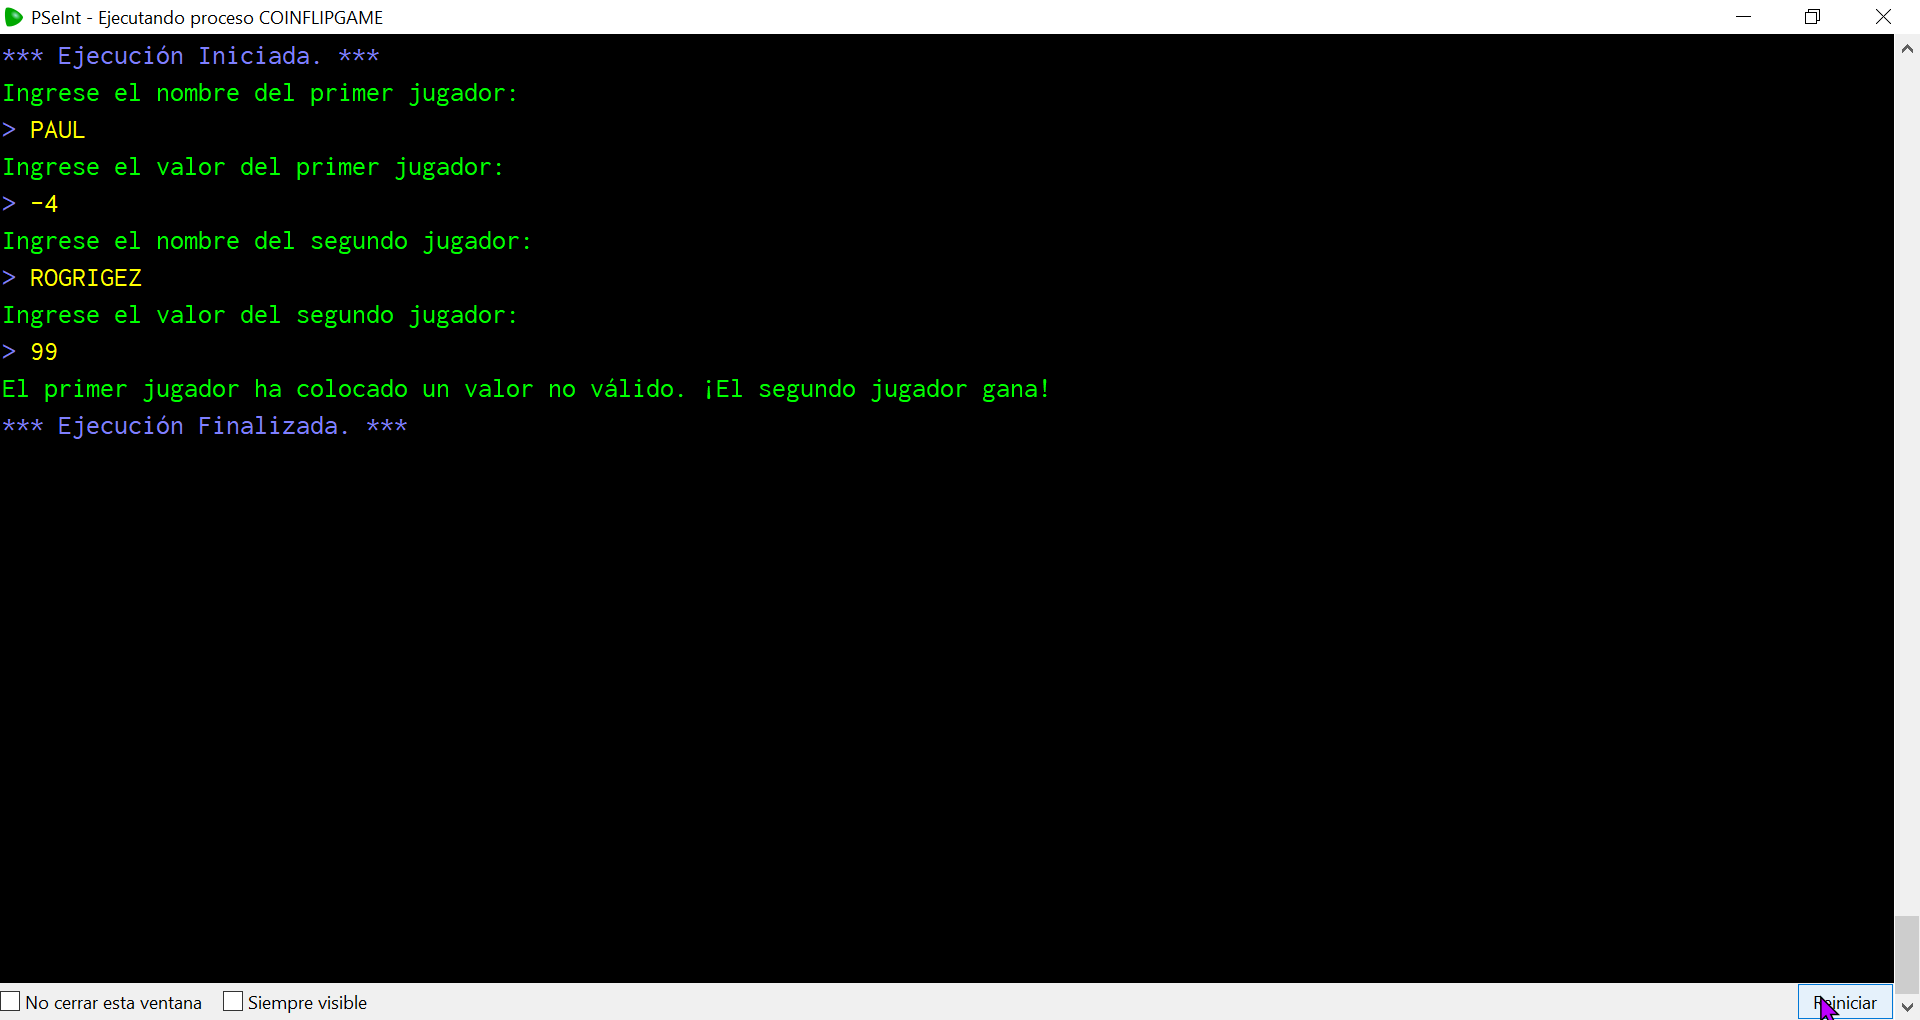 PSeInt - Ejecutando proceso COINFLIPGAME
*** Ejecución Iniciada. ***
Ingrese el nombre del primer jugador:
> PAUL
Ingrese el valor del primer jugador:
> -4
Ingrese el nombre del segundo jugador:
> ROGRIGEZ
Ingrese el valor del segundo jugador:
> 99
El primer jugador ha colocado un valor no válido. ¡El segundo jugador gana!
*** Ejecución Finalizada. ***
No cerrar esta ventana
Siempre visible
Reiniciar